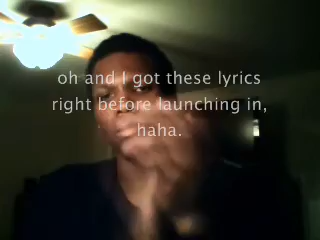 oh and I got these lyrics
right before launching in,
haha.